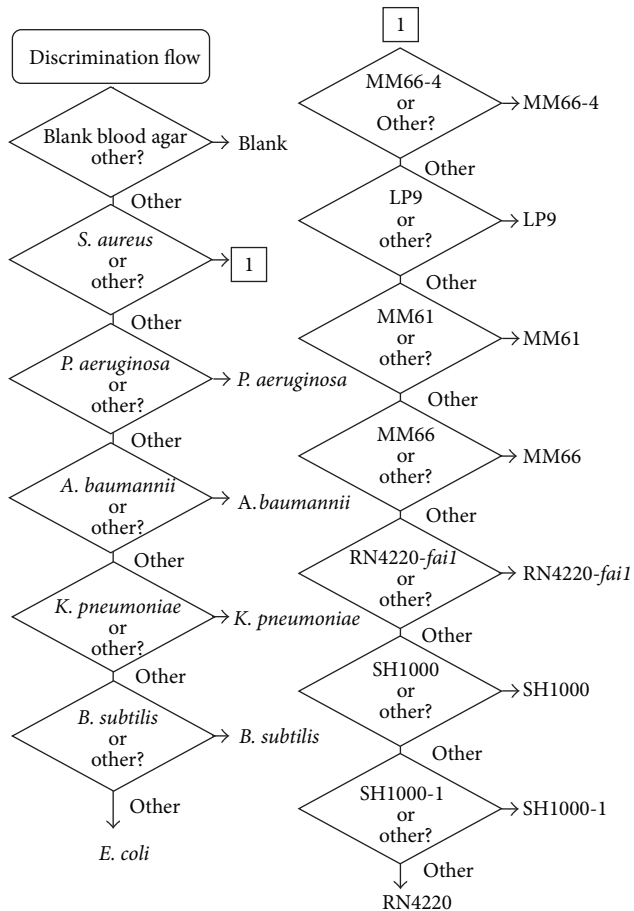 Discrimination flow
Blank blood agar
other?
Blank
Other
S. aureus
or
other?
1
Other
P. aeruginosa
or
other?
P. aeruginosa
Other
A. baumannii
or
other?
A. baumannii
Other
K. pneumoniae
or
other?
K. pneumoniae
Other
B. subtilis
or
other?
B. subtilis
Other
E. coli
1
MM66-4
or
Other?
MM66-4
Other
LP9
or
other?
LP9
Other
MM61
or
other?
MM61
Other
MM66
or
other?
MM66
Other
RN4220-fai1
or
other?
RN4220-fai1
Other
SH1000
or
other?
SH1000
Other
SH1000-1
or
other?
SH1000-1
Other
RN4220